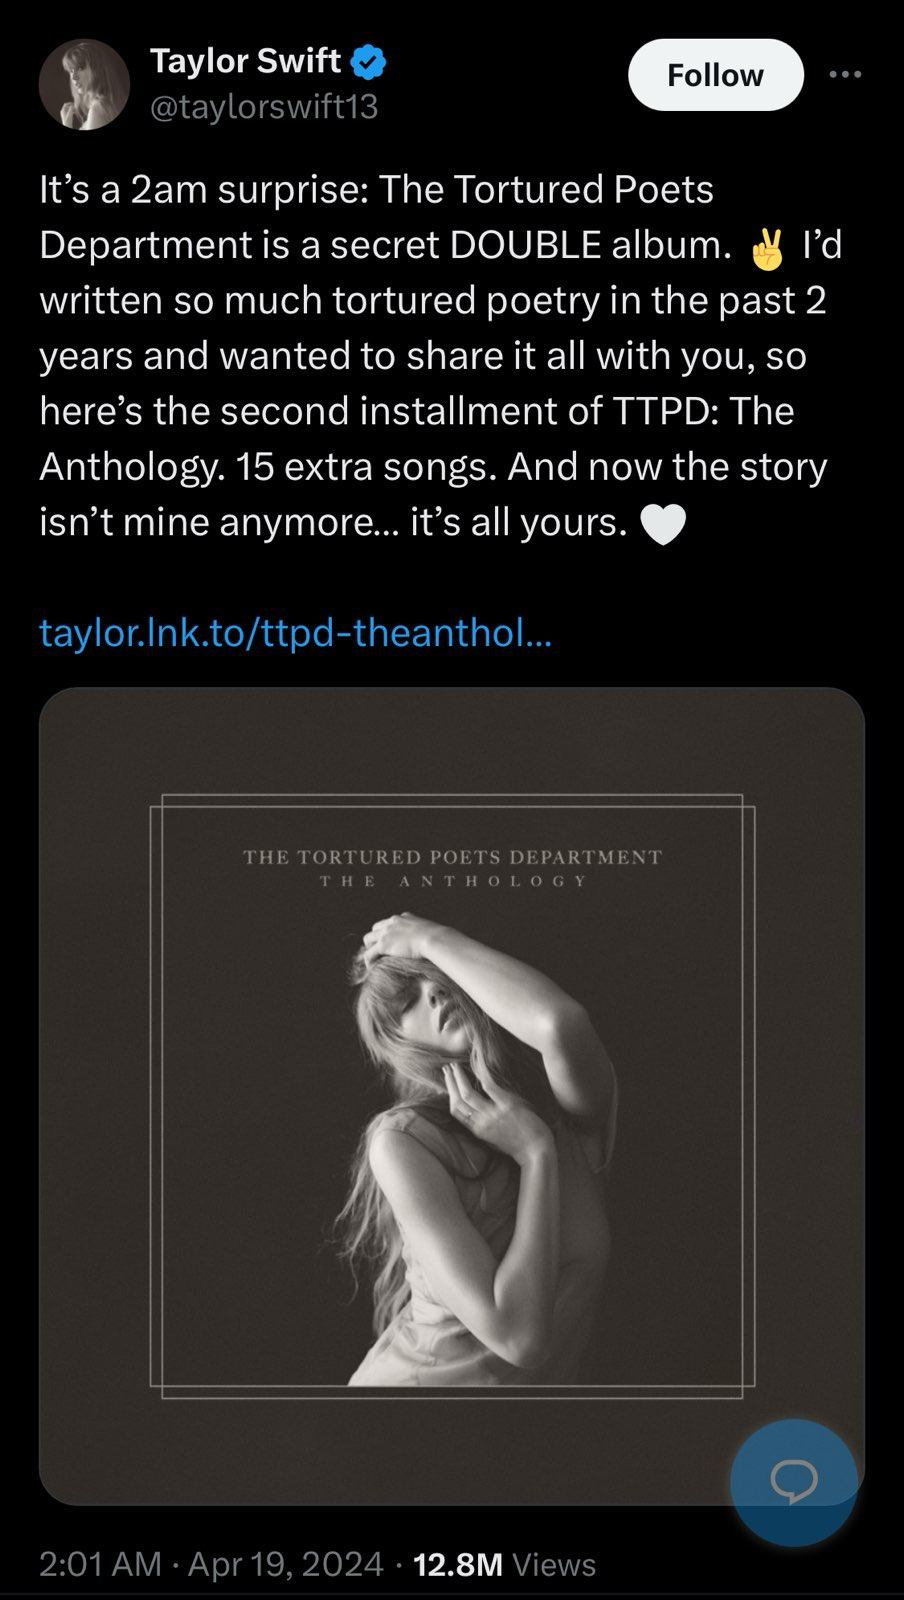 Taylor Swift
@taylorswift13
Follow
It’s a 2am surprise: The Tortured Poets
Department is a secret DOUBLE album. ✌️ I’d
written so much tortured poetry in the past 2
years and wanted to share it all with you, so
here’s the second installment of TTPD: The
Anthology. 15 extra songs. And now the story
isn’t mine anymore… it’s all yours. 🤍
taylor.lnk.to/ttpd-theanthol…
THE TORTURED POETS DEPARTMENT
THE ANTHOLOGY
2:01 AM · Apr 19, 2024 · 12.8M Views